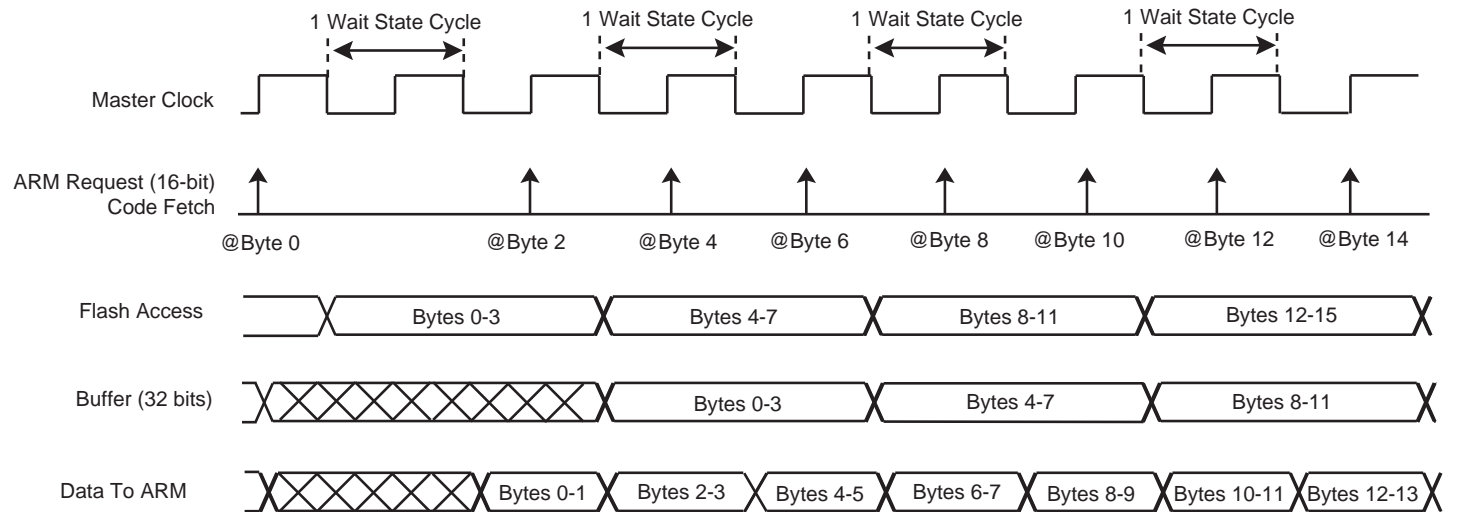 1 Wait State Cycle
1 Wait State Cycle
1 Wait State Cycle
1 Wait State Cycle
Master Clock
ARM Request (16-bit)
Code Fetch
@Byte 0
@Byte 2
@Byte 4
@Byte 6
@Byte 8
@Byte 10
@Byte 12
@Byte 14
Flash Access
Bytes 0-3
Bytes 4-7
Bytes 8-11
Bytes 12-15
Buffer (32 bits)
Bytes 0-3
Bytes 4-7
Bytes 8-11
Data To ARM
Bytes 0-1
Bytes 2-3
Bytes 4-5
Bytes 6-7
Bytes 8-9
Bytes 10-11
Bytes 12-13